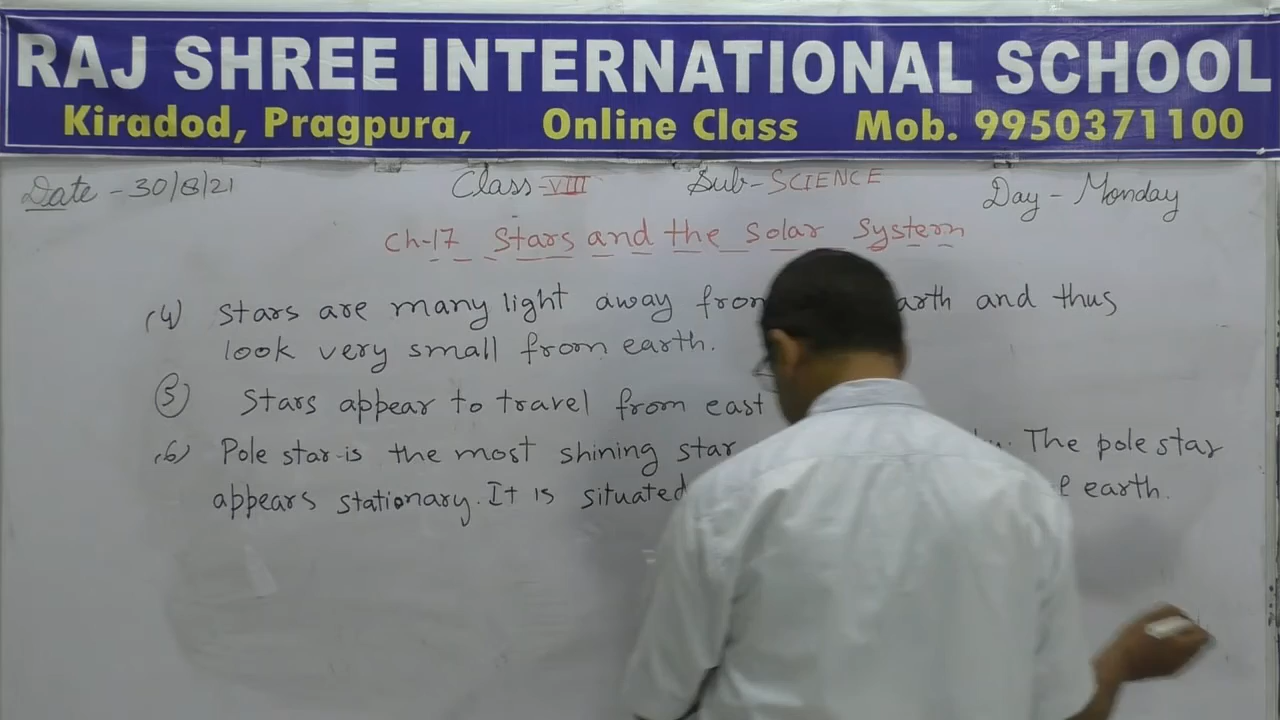 RAJ SHREE INTERNATIONAL SCHOOL
Kiradod, Pragpura, Online Class Mob. 9950371100
Date - 30/8/21 Class-VIII Sub-SCIENCE Day - Monday
Ch-17 Stars and the Solar System
(4) Stars are many light away from and thus
look very small from earth.
(5) Stars appear to travel from east
(6) Pole star is the most shining star The pole star
appears stationary. It is situated earth.